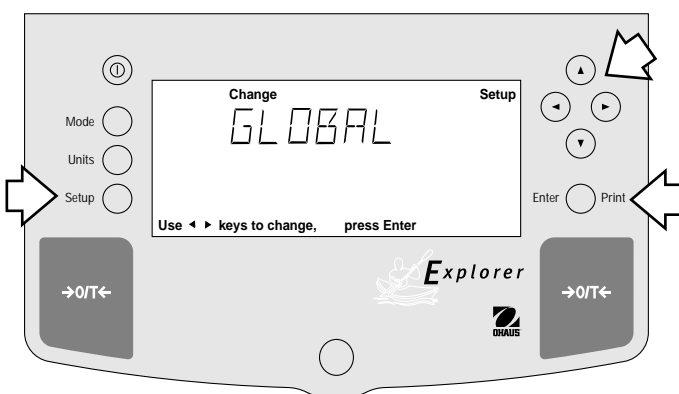 Change Setup
GLOBAL
Mode
Units
Setup
Enter Print
Use ◄ ► keys to change, press Enter
→0/T←
Explorer
→0/T←
OHAUS